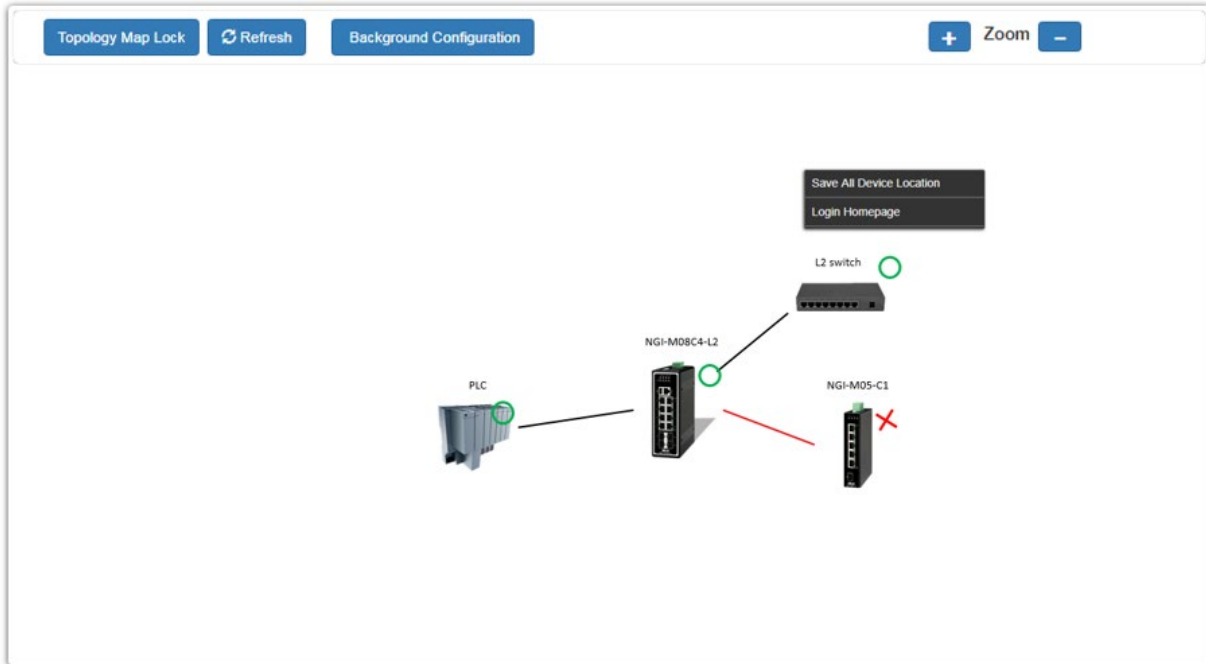 Topology Map Lock
Refresh
Background Configuration
+
Zoom
−
Save All Device Location
Login Homepage
L2 switch
NGI-M08C4-L2
PLC
NGI-M05-C1